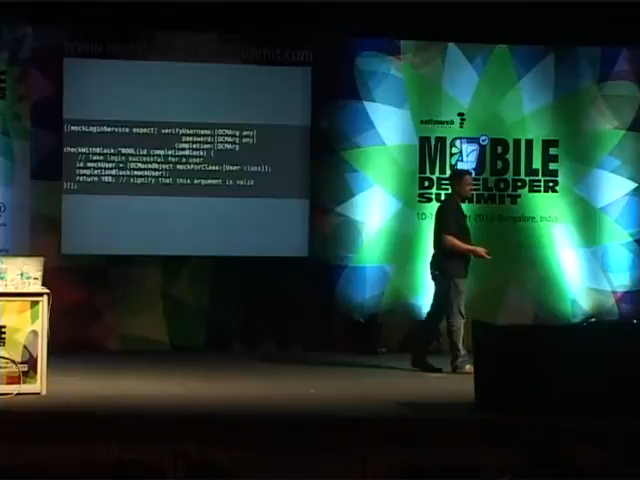 [[mockLoginService expect] verifyUsername:[OCMArg any]
password:[OCMArg any]
completion:[OCMArg
checkWithBlock:^BOOL(id completionBlock) {
// fake login successful for a user
id mockUser = [OCMockObject mockForClass:[User class]];
completionBlock(mockUser);
return YES; // signify that this argument is valid
}]];
saltmarch
MOBILE
DEVELOPER
SUMMIT
Bangalore, India